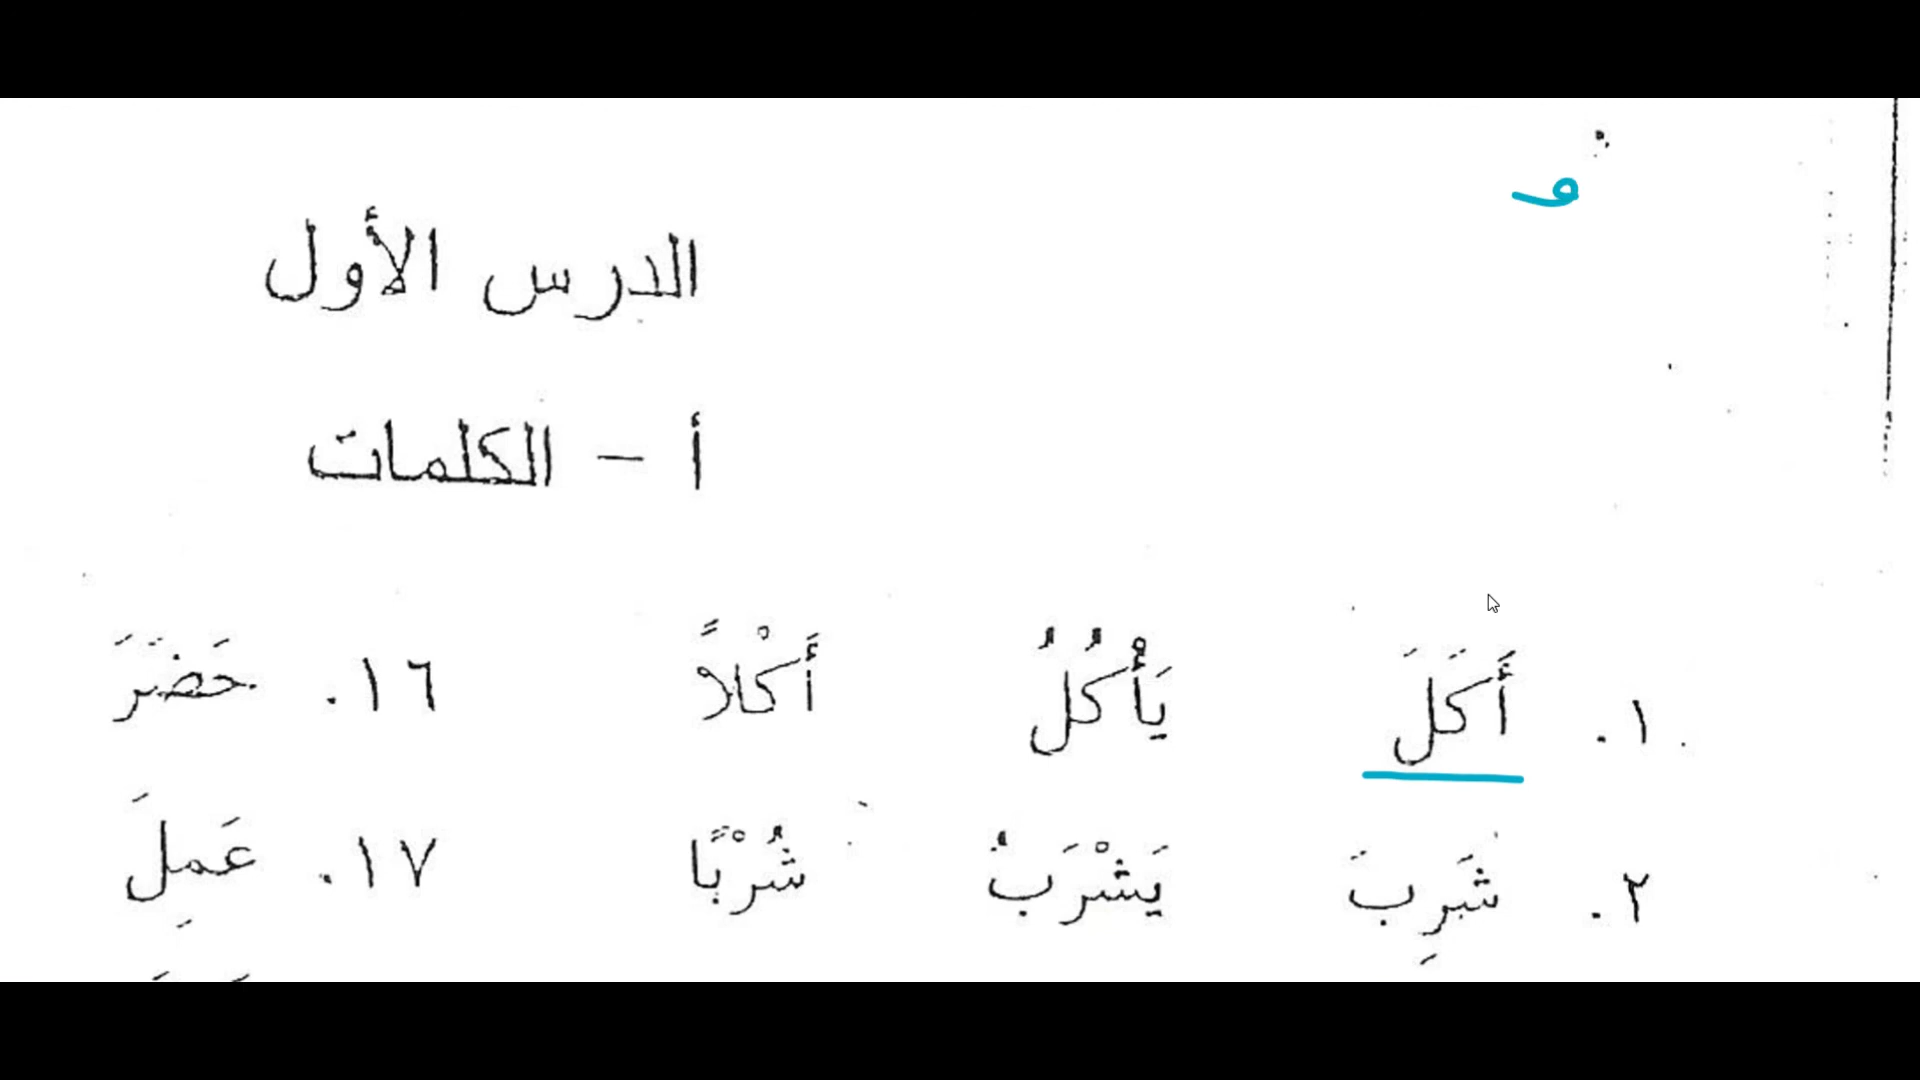 الدرس الأول
أ - الكلمات
١. أَكَلَ يَأْكُلُ أَكْلاً ١٦. حَضَرَ
٢. شَرِبَ يَشْرَبُ شُرْبًا ١٧. عَمِلَ